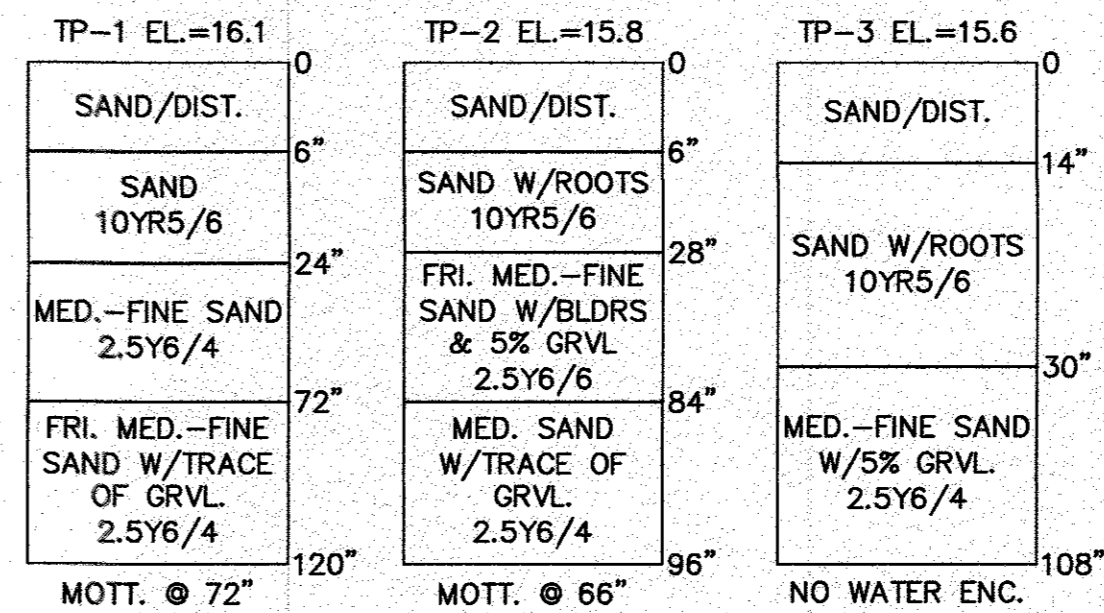 TP-1 EL.=16.1
0
SAND/DIST.
6"
SAND
10YR5/6
24"
MED.-FINE SAND
2.5Y6/4
72"
FRI. MED.-FINE
SAND W/TRACE
OF GRVL.
2.5Y6/4
120"
MOTT. @ 72"
TP-2 EL.=15.8
0
SAND/DIST.
6"
SAND W/ROOTS
10YR5/6
28"
FRI. MED.-FINE
SAND W/BLDRS
& 5% GRVL
2.5Y6/6
84"
MED. SAND
W/TRACE OF
GRVL.
2.5Y6/4
96"
MOTT. @ 66"
TP-3 EL.=15.6
0
SAND/DIST.
14"
SAND W/ROOTS
10YR5/6
30"
MED.-FINE SAND
W/5% GRVL.
2.5Y6/4
108"
NO WATER ENC.